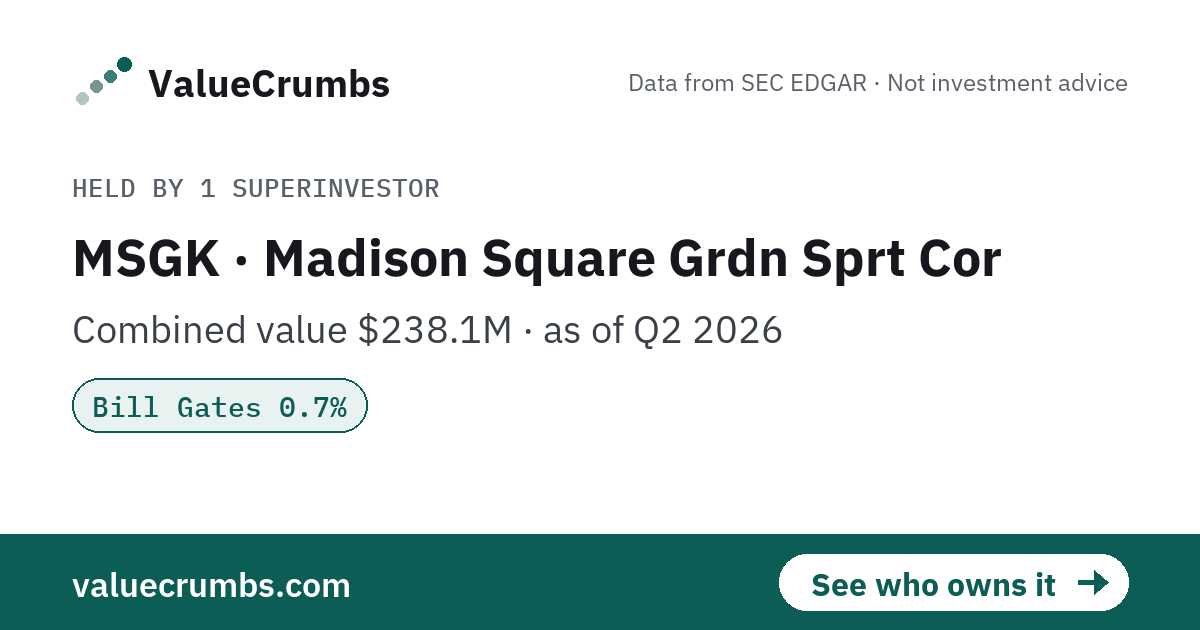 ValueCrumbs
Data from SEC EDGAR · Not investment advice
HELD BY 1 SUPERINVESTOR
MSGK · Madison Square Grdn Sprt Cor
Combined value $238.1M · as of Q2 2026
Bill Gates 0.7%
valuecrumbs.com
See who owns it →